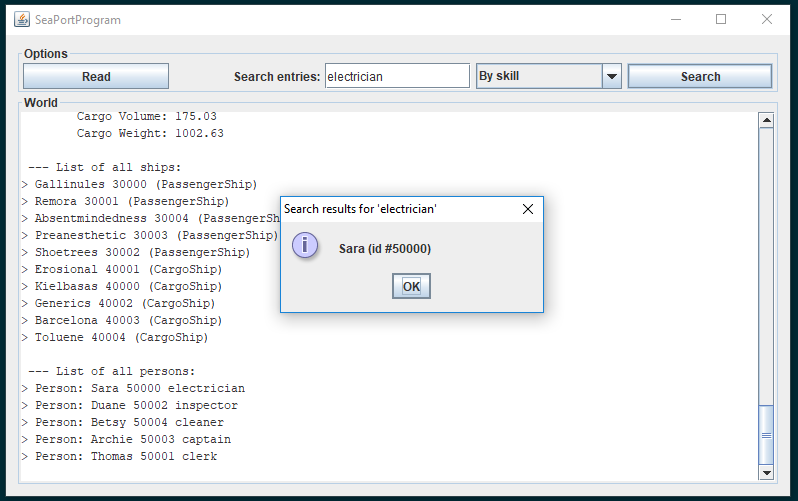 SeaPortProgram
Options
Read
Search entries:
electrician
By skill
Search
World
Cargo Volume: 175.03
Cargo Weight: 1002.63
--- List of all ships:
> Gallinules 30000 (PassengerShip)
> Remora 30001 (PassengerShip)
> Absentmindedness 30004 (PassengerSh
> Preanesthetic 30003 (PassengerShip)
> Shoetrees 30002 (PassengerShip)
> Erosional 40001 (CargoShip)
> Kielbasas 40000 (CargoShip)
> Generics 40002 (CargoShip)
> Barcelona 40003 (CargoShip)
> Toluene 40004 (CargoShip)
--- List of all persons:
> Person: Sara 50000 electrician
> Person: Duane 50002 inspector
> Person: Betsy 50004 cleaner
> Person: Archie 50003 captain
> Person: Thomas 50001 clerk
Search results for 'electrician'
Sara (id #50000)
OK